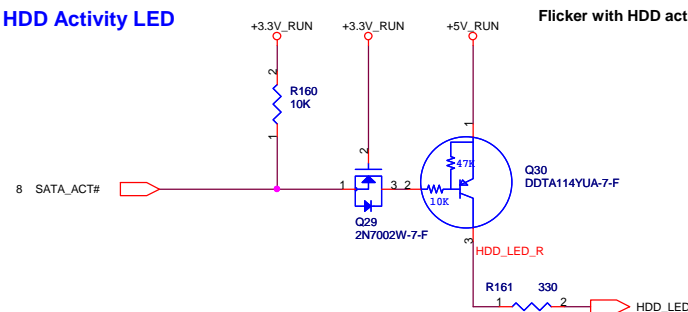 HDD Activity LED
Flicker with HDD act
+3.3V_RUN
+3.3V_RUN
+5V_RUN
2
R160
10K
1
2
1
8 SATA_ACT#
1
3
2
47K
10K
Q30
DDTA114YUA-7-F
Q29
2N7002W-7-F
3
HDD_LED_R
R161 330
1
2
HDD_LED